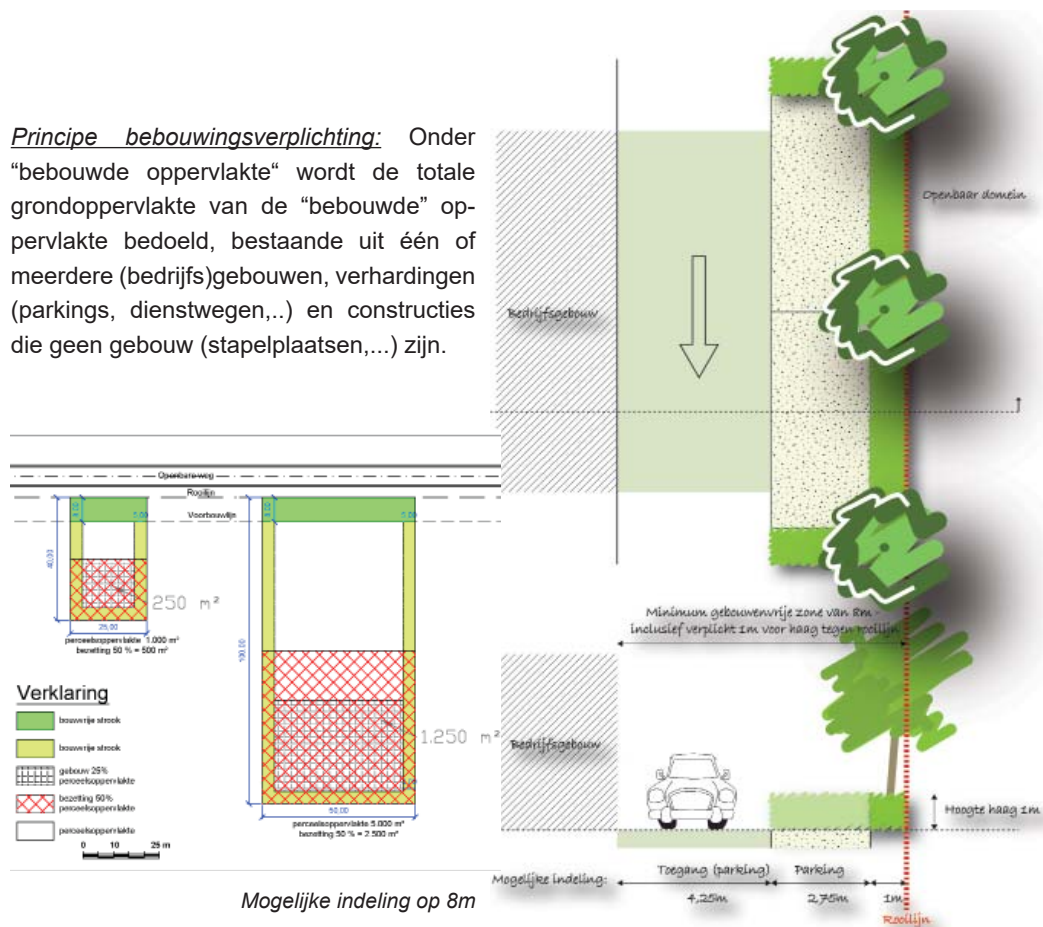 Principe bebouwingsverplichting: Onder
“bebouwde oppervlakte“ wordt de totale
grondoppervlakte van de “bebouwde” op-
pervlakte bedoeld, bestaande uit één of
meerdere (bedrijfs)gebouwen, verhardingen
(parkings, dienstwegen,..) en constructies
die geen gebouw (stapelplaatsen,...) zijn.
Openbare weg
Rooilijn
Voorbouwlijn
8,00
5,00
8,00
5,00
40,00
250 m²
25,00
perceelsoppervlakte 1.000 m²
bezetting 50 % = 500 m²
100,00
1.250 m²
50,00
perceelsoppervlakte 5.000 m²
bezetting 50 % = 2.500 m²
Verklaring
bouwvrije strook
bouwvrije strook
gebouw 25%
perceelsoppervlakte
bezetting 50%
perceelsoppervlakte
perceelsoppervlakte
0 10 25 m
Mogelijke indeling op 8m
Openbaar domein
Bedrijfsgebouw
Minimum gebouwenvrije zone van 8m -
inclusief verplicht 1m voor haag tegen rooilijn
Bedrijfsgebouw
Hoogte haag 1m
Mogelijke indeling:
Toegang (parking)
Parking
4,25m
2,75m
1m
Rooilijn